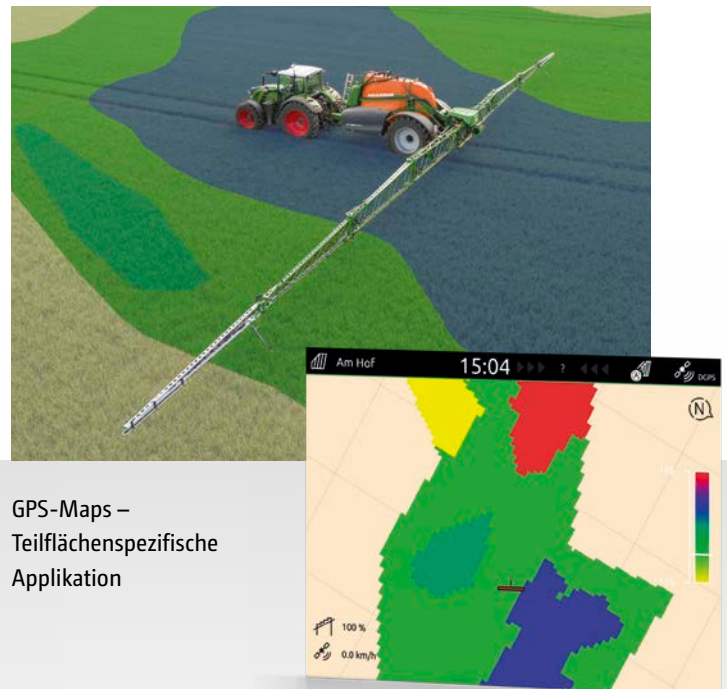 Am Hof
15:04
?
DGPS
N
100 %
0.0 km/h
GPS-Maps –
Teilflächenspezifische
Applikation